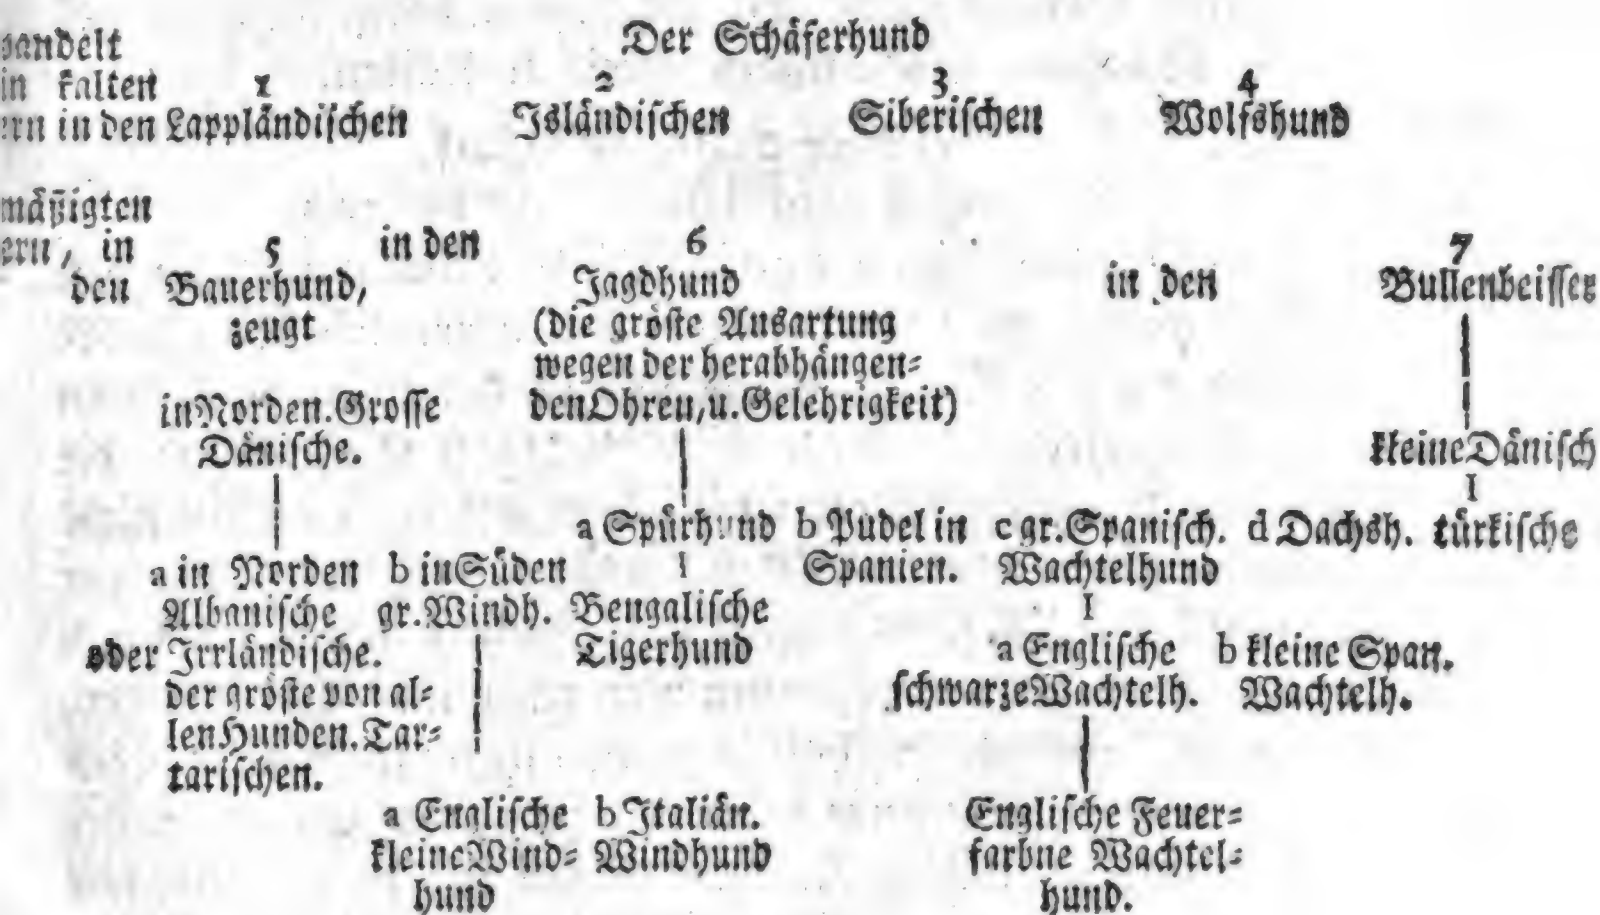 Der Schäferhund
in kalten 1 2 3 4
in den Lappländischen Isländischen Siberischen Wolfshund
in 5 in den 6 7
den Bauerhund, Jagdhund in den Bullenbeisser
zeugt (die gröste Ausartung
wegen der herabhängen⸗
in Norden. Grosse den Ohren, u. Gelehrigkeit)
Dänische. kleine Dänisch
a Spürhund b Pudel in c gr. Spanisch. d Dachsh. türkische
a in Norden b in Süden Spanien. Wachtelhund
Albanische gr. Windh. Bengalische
oder Irrländische. Tigerhund a Englische b kleine Span.
der gröste von al⸗ schwarze Wachtelh. Wachtelh.
len Hunden. Tar⸗
tarischen.
a Englische b Italiän. Englische Feuer⸗
kleine Wind⸗ Windhund farbne Wachtel⸗
hund hund.